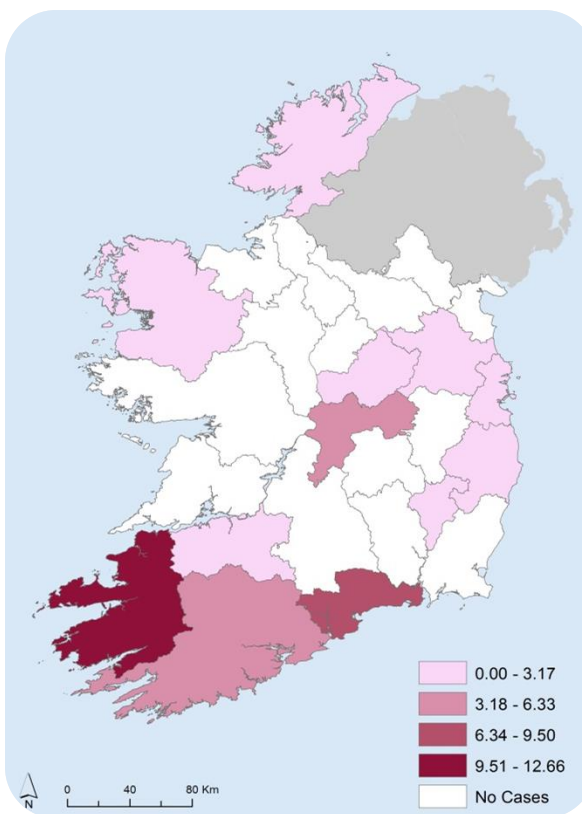 0.00 - 3.17
3.18 - 6.33
6.34 - 9.50
9.51 - 12.66
No Cases
0 40 80 Km
N